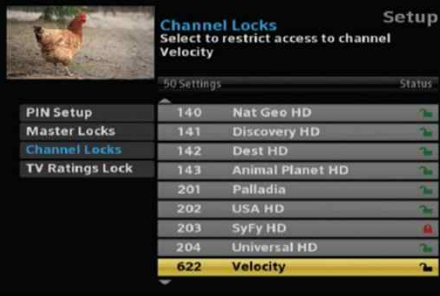 Setup
Channel Locks
Select to restrict access to channel
Velocity
50 Settings Status
PIN Setup
Master Locks
Channel Locks
TV Ratings Lock
140 Nat Geo HD
141 Discovery HD
142 Dest HD
143 Animal Planet HD
201 Palladia
202 USA HD
203 SyFy HD
204 Universal HD
622 Velocity